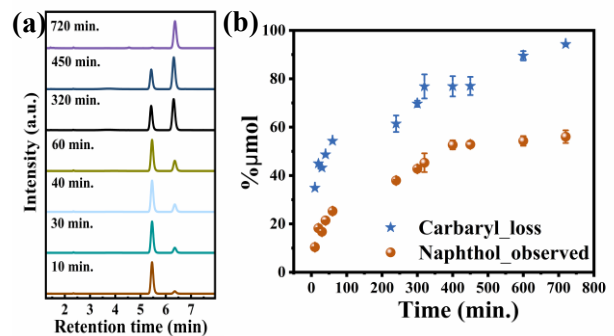 (a)
720 min.
450 min.
320 min.
60 min.
40 min.
30 min.
10 min.
Intensity (a.u.)
2 3 4 5 6 7
Retention time (min)
(b)
100
80
60
40
20
0
%μmol
Carbaryl_loss
Naphthol_observed
0 100 200 300 400 500 600 700 800
Time (min.)